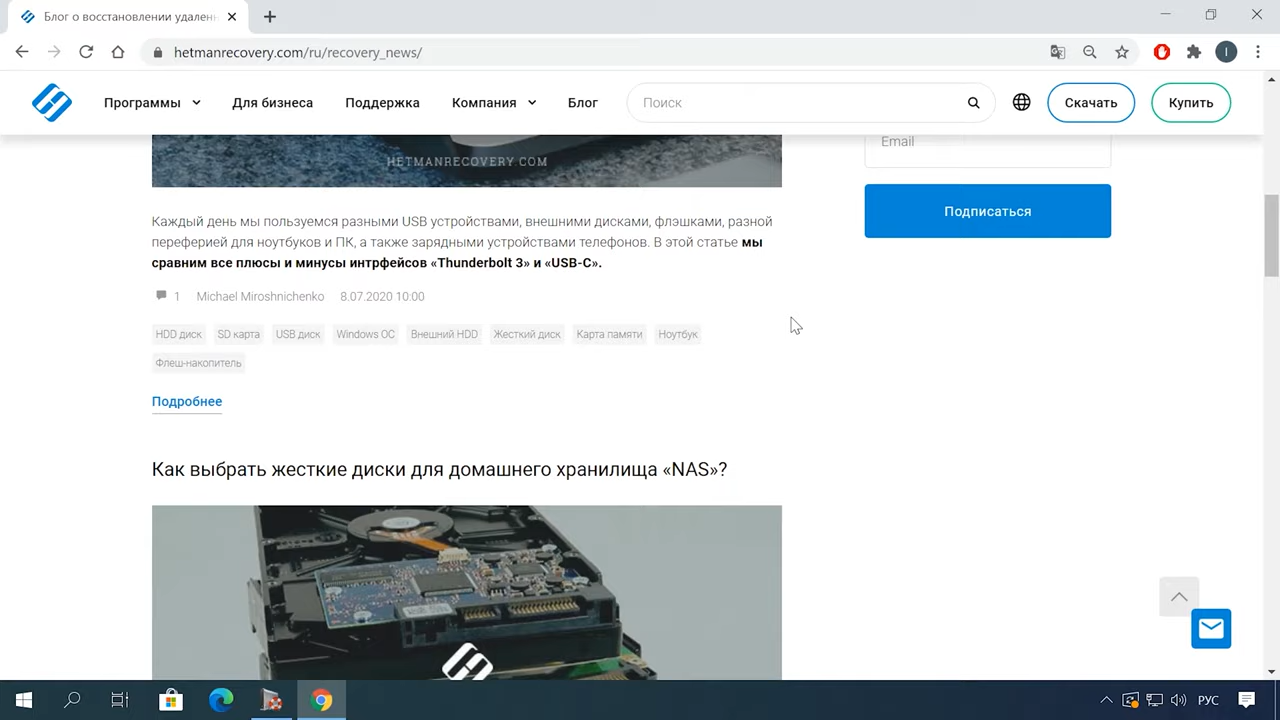 Блог о восстановлении удален
hetmanrecovery.com/ru/recovery_news/
I
Программы
Для бизнеса
Поддержка
Компания
Блог
Поиск
Скачать
Купить
HETMANRECOVERY.COM
Email
Подписаться
Каждый день мы пользуемся разными USB устройствами, внешними дисками, флэшками, разной
переферией для ноутбуков и ПК, а также зарядными устройствами телефонов. В этой статье мы
сравним все плюсы и минусы интрфейсов «Thunderbolt 3» и «USB-C».
1 Michael Miroshnichenko 8.07.2020 10:00
HDD диск SD карта USB диск Windows ОС Внешний HDD Жесткий диск Карта памяти Ноутбук
Флеш-накопитель
Подробнее
Как выбрать жесткие диски для домашнего хранилища «NAS»?
РУС